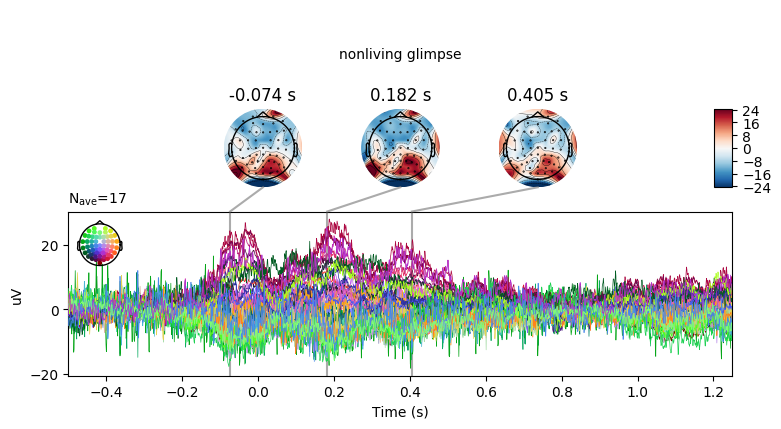 nonliving glimpse
-0.074 s 0.182 s 0.405 s
24
16
8
0
−8
−16
−24
Nave=17
20
0
−20
uV
−0.4 −0.2 0.0 0.2 0.4 0.6 0.8 1.0 1.2
Time (s)